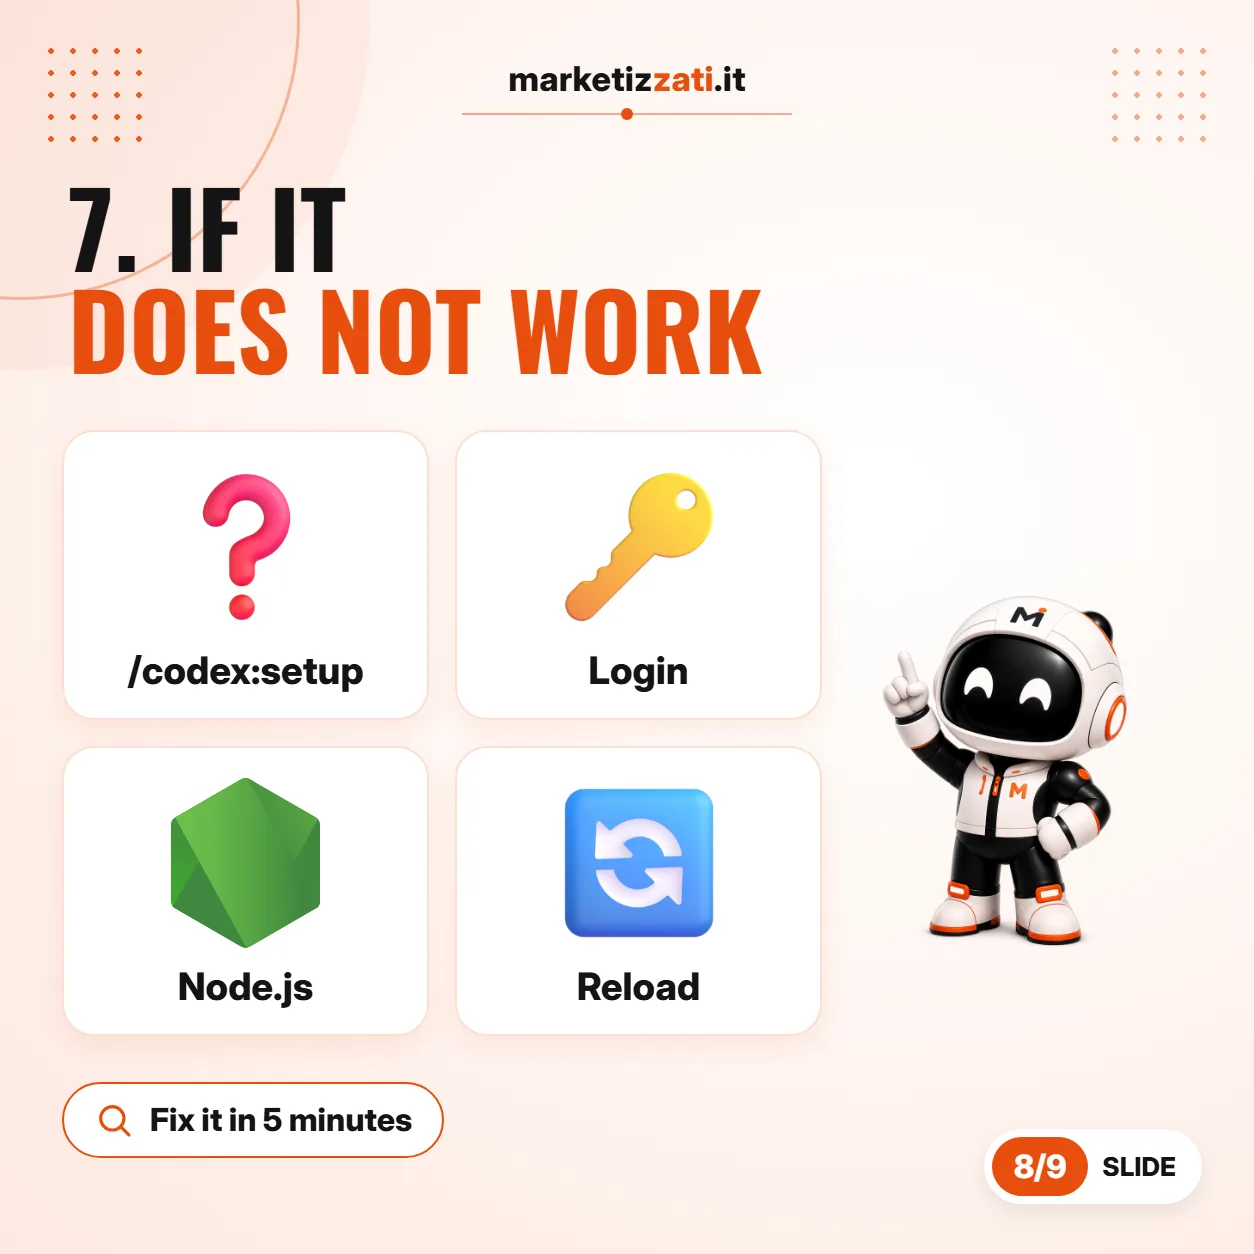 marketizzati.it
7. IF IT
DOES NOT WORK
/codex:setup
Login
Node.js
Reload
Fix it in 5 minutes
8/9 SLIDE
M
M